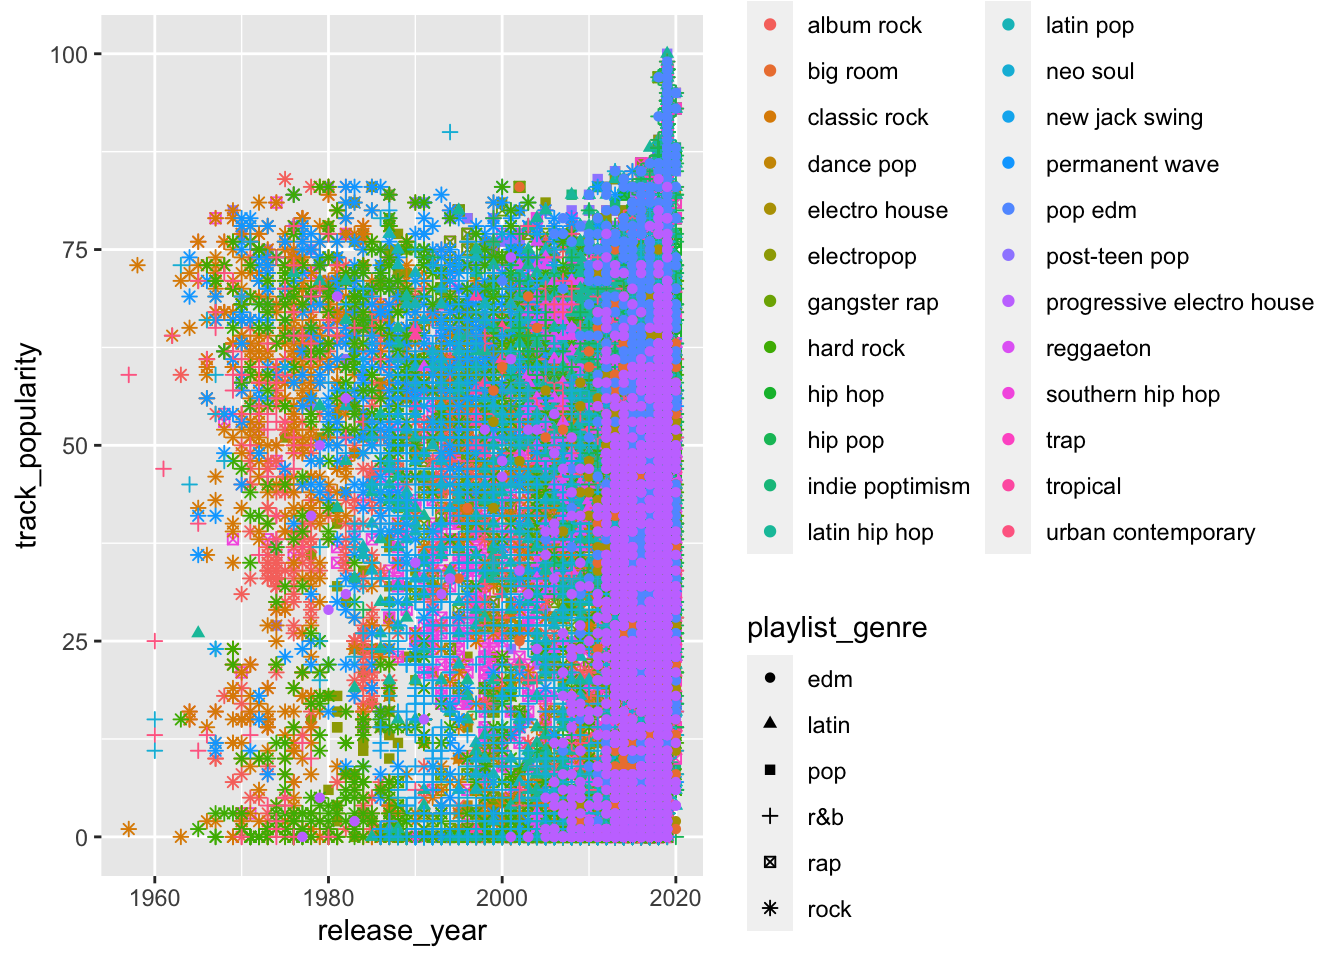 100
75
50
25
0
track_popularity
1960
1980
2000
2020
release_year
album rock
big room
classic rock
dance pop
electro house
electropop
gangster rap
hard rock
hip hop
hip pop
indie poptimism
latin hip hop
latin pop
neo soul
new jack swing
permanent wave
pop edm
post-teen pop
progressive electro house
reggaeton
southern hip hop
trap
tropical
urban contemporary
playlist_genre
edm
latin
pop
r&b
rap
rock